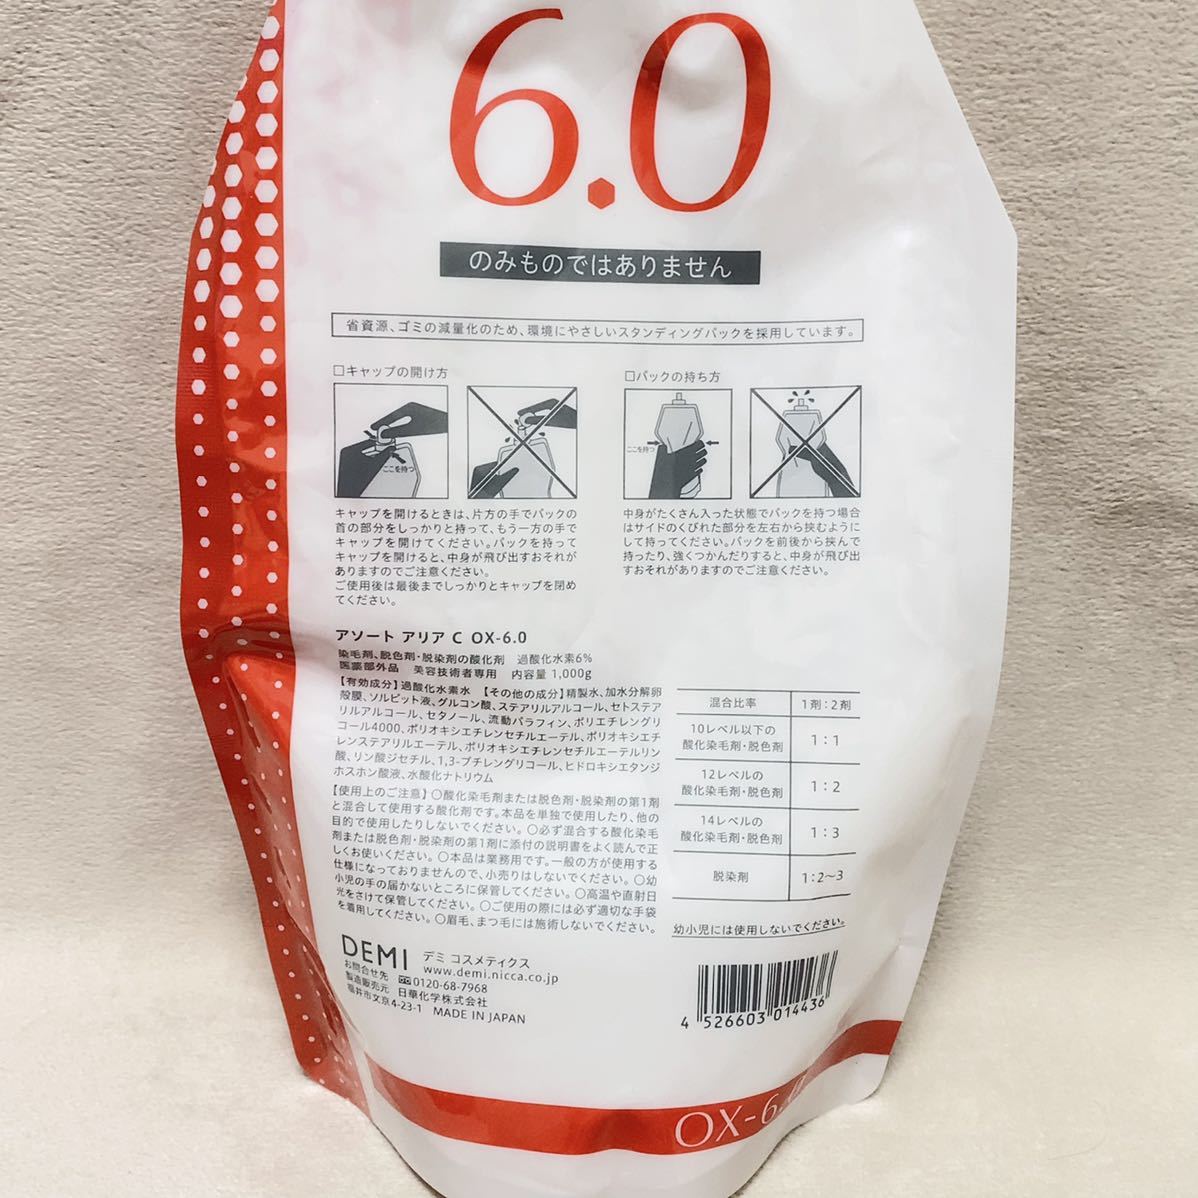 6.0
のみものではありません
省資源、ゴミの減量化のため、環境にやさしいスタンディングパックを採用しています。
□キャップの開け方
ここを持つ
キャップを開けるときは、片方の手でパックの
首の部分をしっかりと持って、もう一方の手で
キャップを開けてください。パックを持って
キャップを開けると、中身が飛び出すおそれが
ありますのでご注意ください。
ご使用後は最後までしっかりとキャップを閉め
てください。
□パックの持ち方
ここを持つ
中身がたくさん入った状態でパックを持つ場合
はサイドのくびれた部分を左右から挟むように
して持ってください。パックを前後から挟んで
持ったり、強くつかんだりすると、中身が飛び出
すおそれがありますのでご注意ください。
アソート アリア C OX-6.0
染毛剤、脱色剤・脱染剤の酸化剤 過酸化水素6%
医薬部外品 美容技術者専用 内容量 1,000g
【有効成分】過酸化水素水 【その他の成分】精製水、加水分解卵
殻膜、ソルビット液、グルコン酸、ステアリルアルコール、セトステア
リルアルコール、セタノール、流動パラフィン、ポリエチレングリ
コール4000、ポリオキシエチレンセチルエーテル、ポリオキシエチ
レンステアリルエーテル、ポリオキシエチレンセチルエーテルリン
酸、リン酸ジセチル、1,3-ブチレングリコール、ヒドロキシエタンジ
ホスホン酸液、水酸化ナトリウム
【使用上のご注意】○酸化染毛剤または脱色剤・脱染剤の第1剤
と混合して使用する酸化剤です。本品を単独で使用したり、他の
目的で使用したりしないでください。○必ず混合する酸化染毛
剤または脱色剤・脱染剤の第1剤に添付の説明書をよく読んで正
しくお使いください。○本品は業務用です。一般の方が使用する
仕様になっておりませんので、小売りはしないでください。○幼
小児の手の届かないところに保管してください。○高温や直射日
光をさけて保管してください。○ご使用の際には必ず適切な手袋
を着用してください。○眉毛、まつ毛には施術しないでください。
混合比率 1剤：2剤
10レベル以下の
酸化染毛剤・脱色剤 1：1
12レベルの
酸化染毛剤・脱色剤 1：2
14レベルの
酸化染毛剤・脱色剤 1：3
脱染剤 1：2〜3
幼小児には使用しないでください。
DEMI デミ コスメティクス
www.demi.nicca.co.jp
お問合せ先 0120-68-7968
製造販売元 日華化学株式会社
福井市文京4-23-1 MADE IN JAPAN
4 526603 014436
OX-6.0